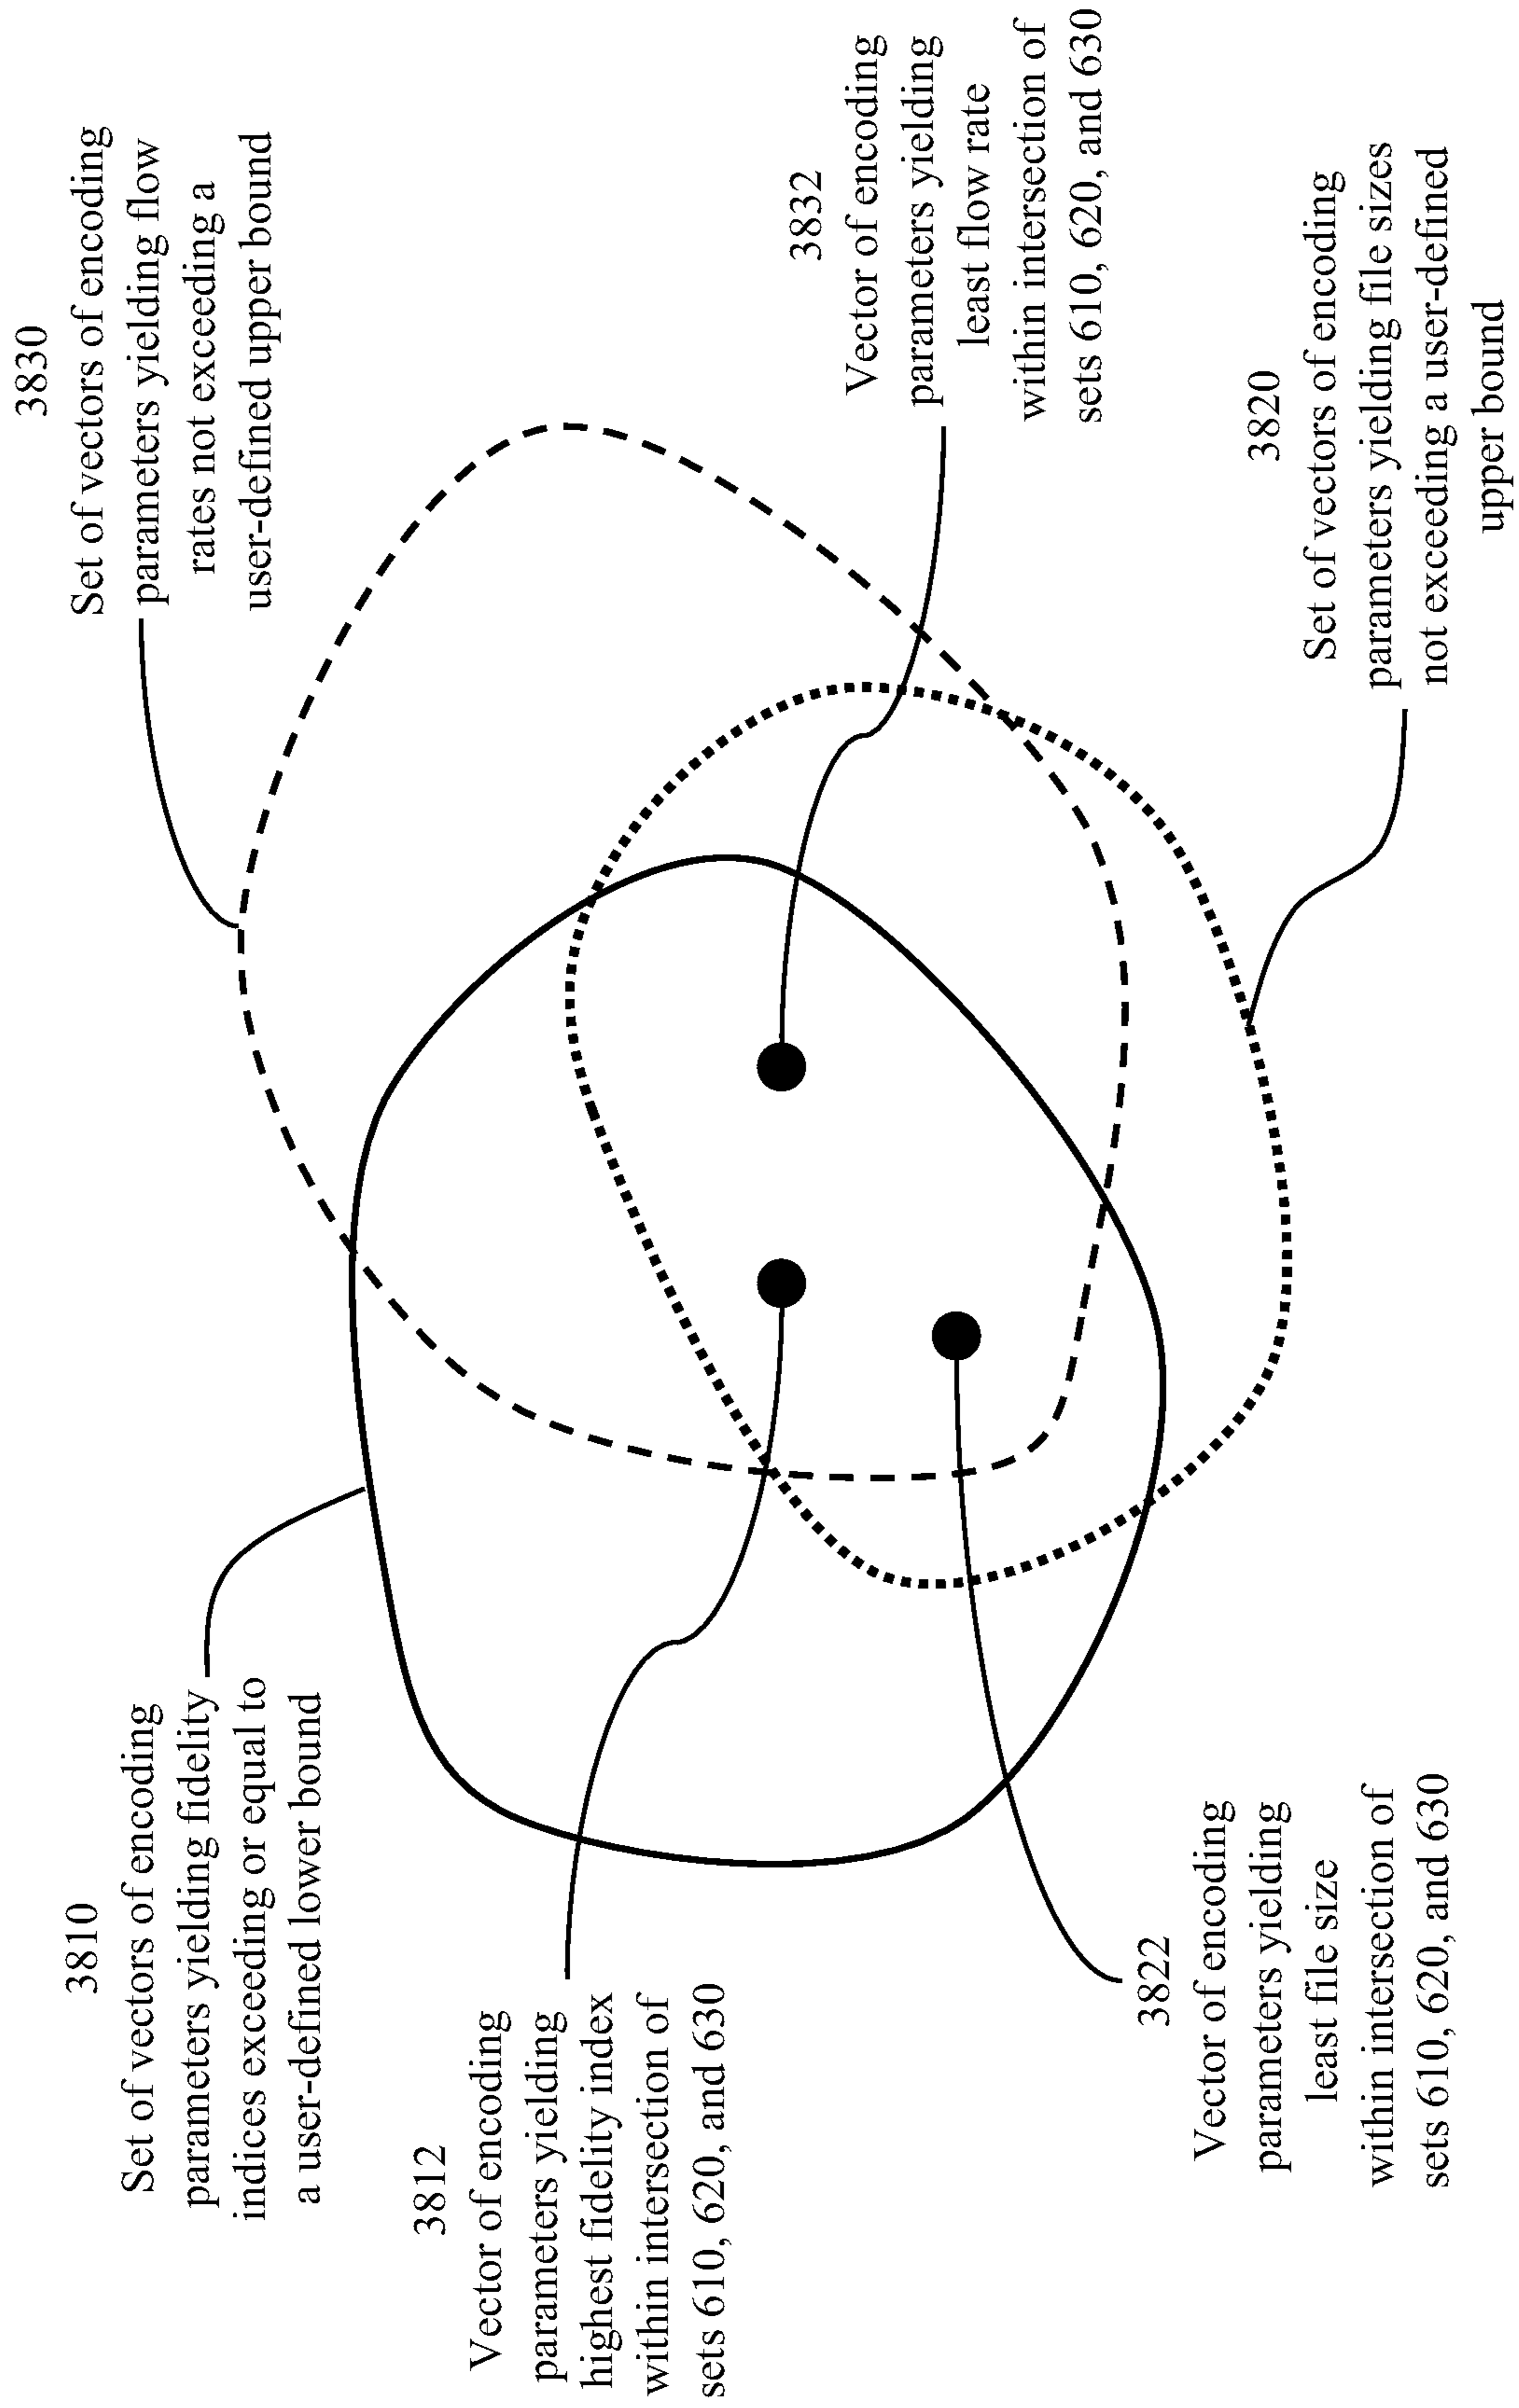 3810
Set of vectors of encoding
parameters yielding fidelity
indices exceeding or equal to
a user-defined lower bound
3830
Set of vectors of encoding
parameters yielding flow
rates not exceeding a
user-defined upper bound
3812
Vector of encoding
parameters yielding
highest fidelity index
within intersection of
sets 610, 620, and 630
3832
Vector of encoding
parameters yielding
least flow rate
within intersection of
sets 610, 620, and 630
3822
Vector of encoding
parameters yielding
least file size
within intersection of
sets 610, 620, and 630
3820
Set of vectors of encoding
parameters yielding file sizes
not exceeding a user-defined
upper bound